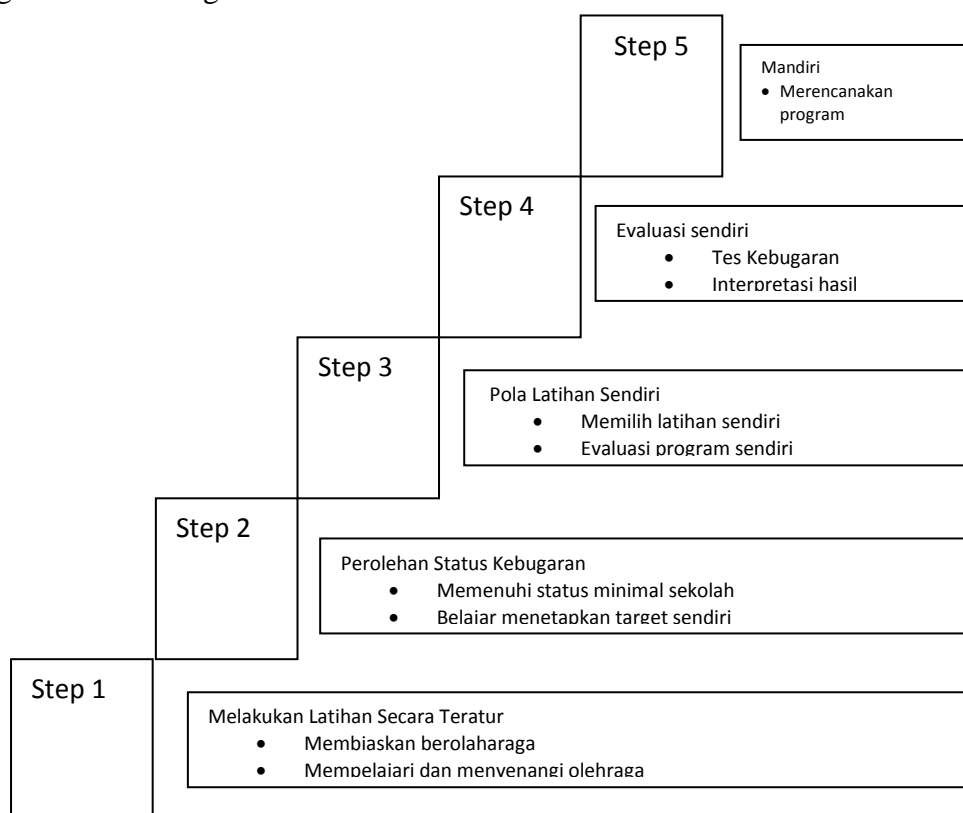 Step 5
Mandiri
• Merencanakan
program
Step 4
Evaluasi sendiri
• Tes Kebugaran
• Interpretasi hasil
Step 3
Pola Latihan Sendiri
• Memilih latihan sendiri
• Evaluasi program sendiri
Step 2
Perolehan Status Kebugaran
• Memenuhi status minimal sekolah
• Belajar menetapkan target sendiri
Step 1
Melakukan Latihan Secara Teratur
• Membiaskan berolaharaga
• Mempelajari dan menyenangi olehraga